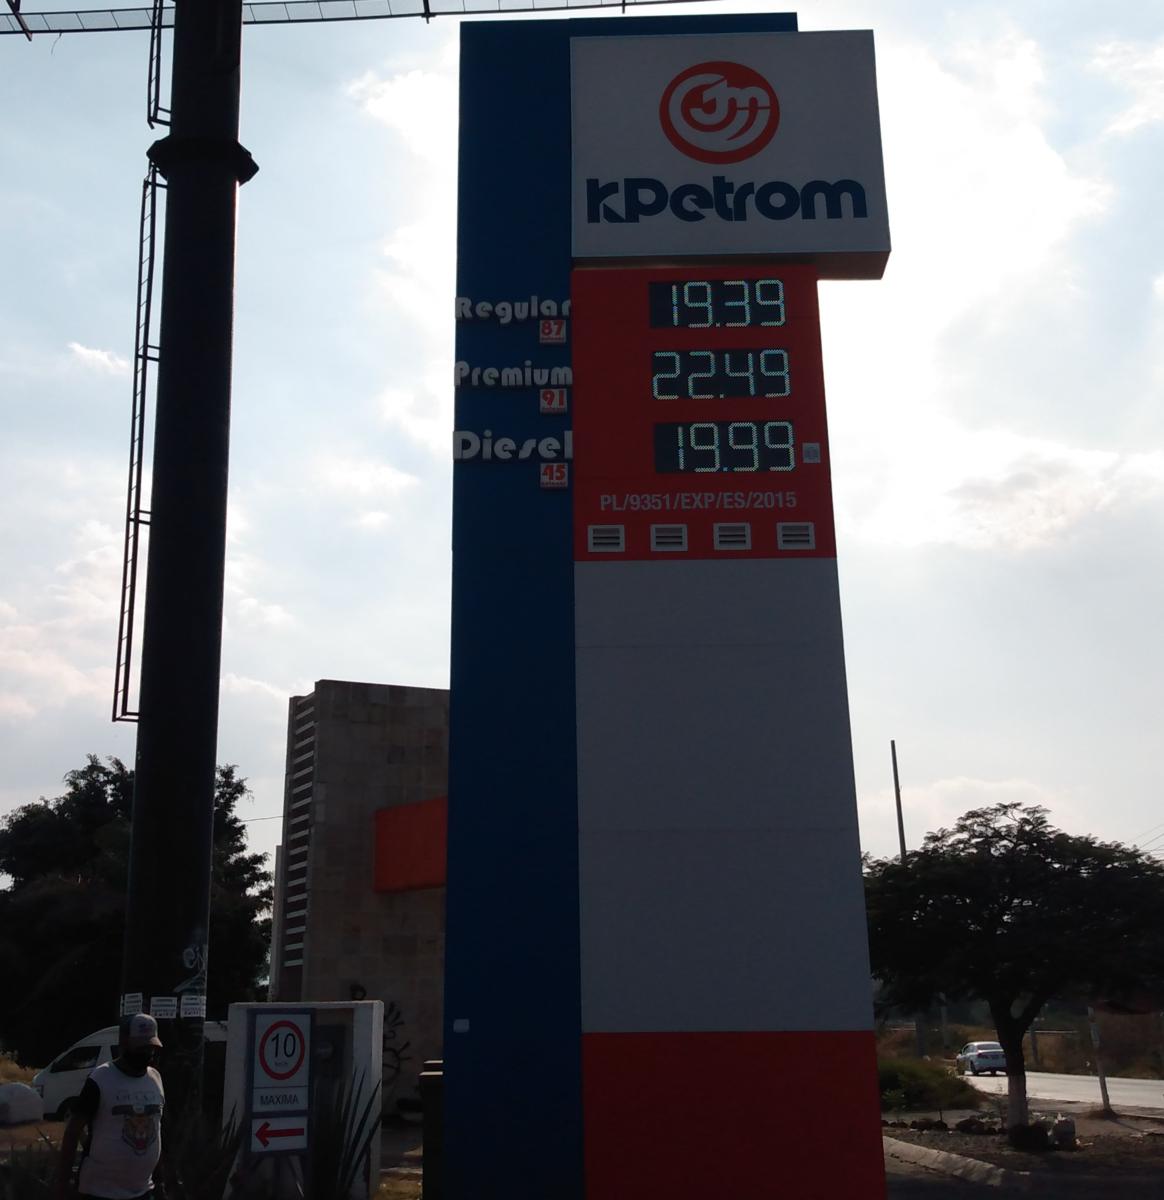 kPetrom
Regular 19.39
87
Premium 22.49
91
Diesel 19.99
45
PL/9351/EXP/ES/2015
10
MAXIMA